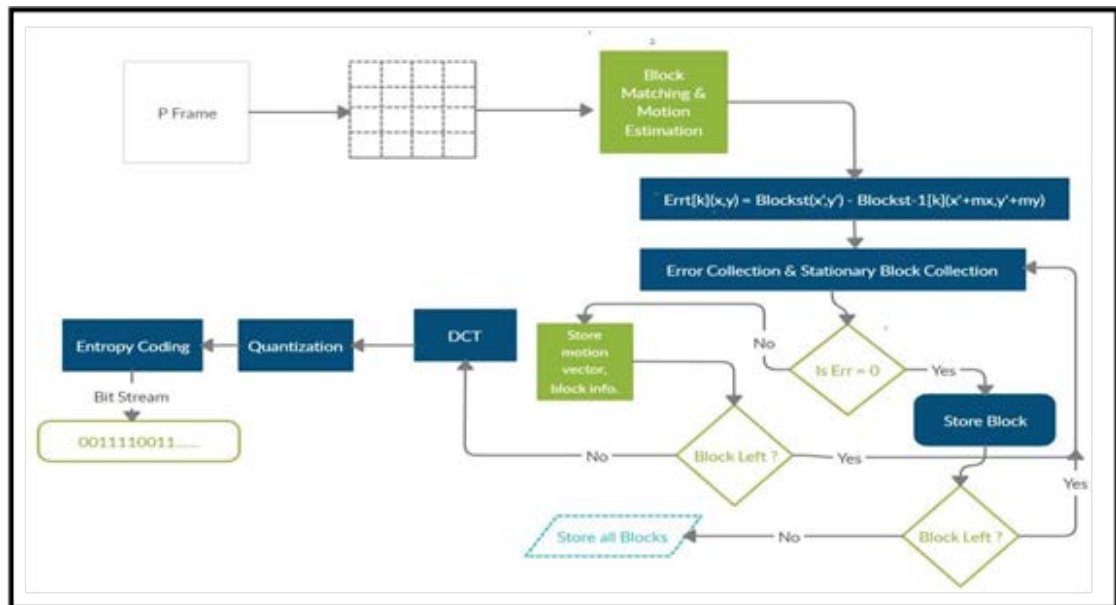 P Frame
Block
Matching &
Motion
Estimation
Errt[k](x,y) = Blockst(x',y') - Blockst-1[k](x'+mx,y'+my)
Error Collection & Stationary Block Collection
Is Err = 0
No
Yes
Store
motion
vector,
block info.
DCT
Quantization
Entropy Coding
Bit Stream
0011110011......
Store Block
Block Left ?
No
Yes
Block Left ?
No
Yes
Store all Blocks